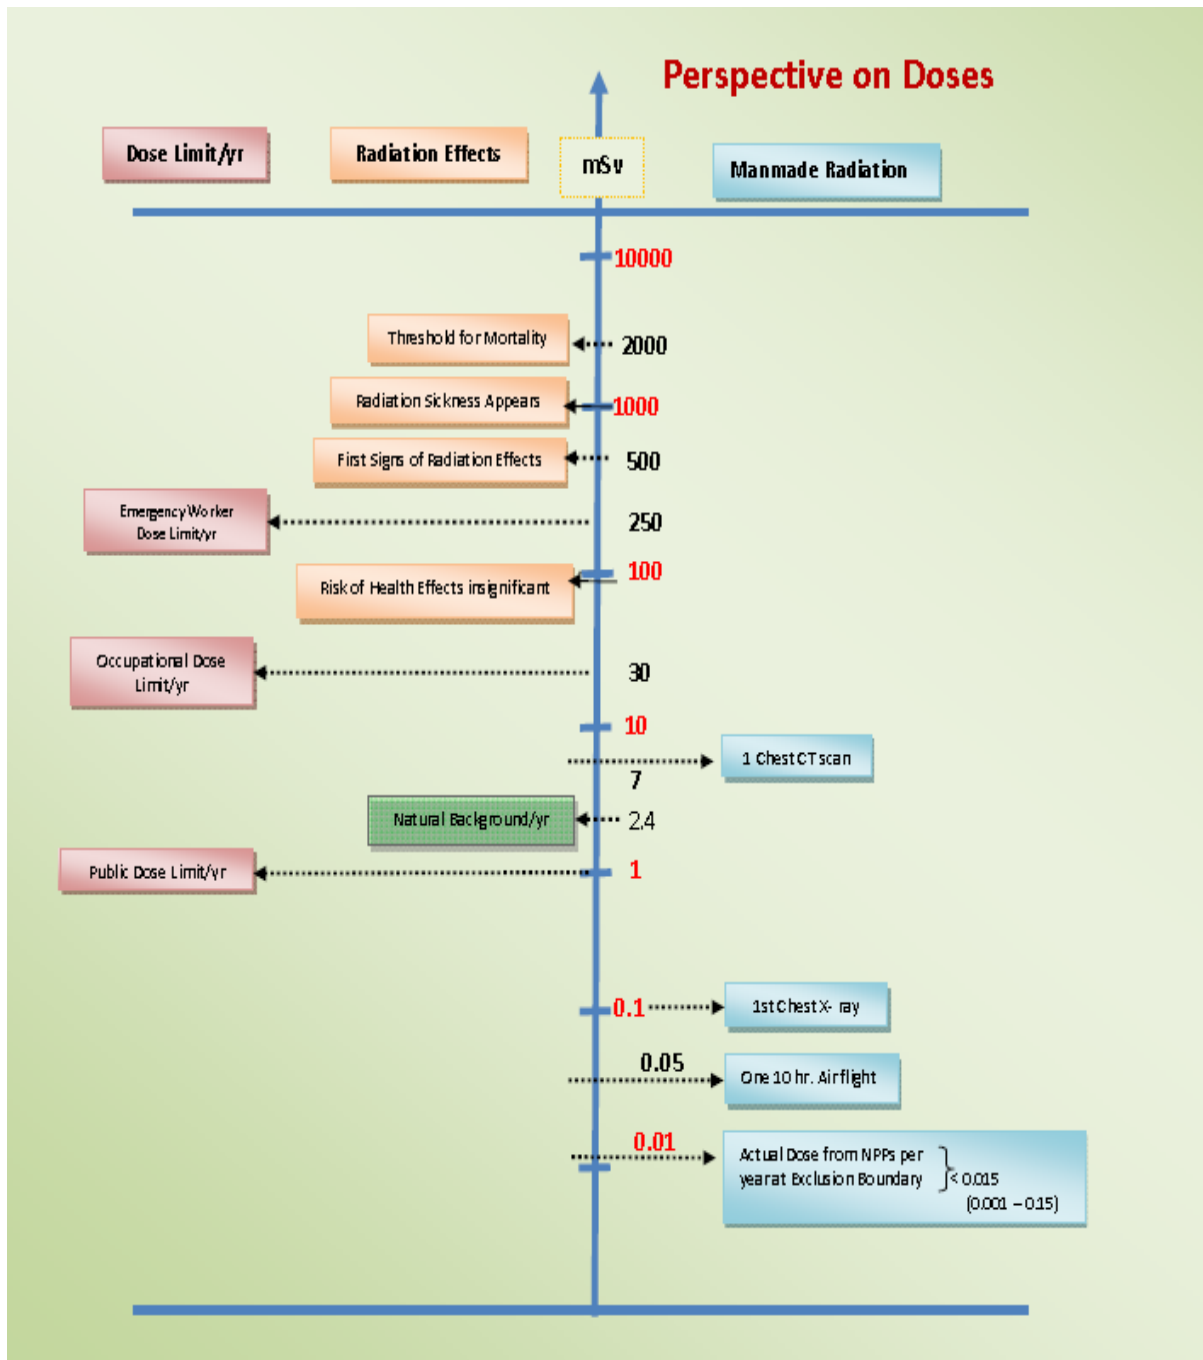 Perspective on Doses
Dose Limit/yr
Radiation Effects
mSv
Manmade Radiation
10000
Threshold for Mortality
2000
Radiation Sickness Appears
1000
First Signs of Radiation Effects
500
Emergency Worker
Dose Limit/yr
250
100
Risk of Health Effects insignificant
Occupational Dose
Limit/yr
30
10
1 Chest CT scan
7
Natural Background/yr
2.4
Public Dose Limit/yr
1
0.1
1st Chest X- ray
0.05
One 10 hr. Air flight
0.01
Actual Dose from NPPs per
year at Exclusion Boundary
< 0.015
(0.001 – 0.15)